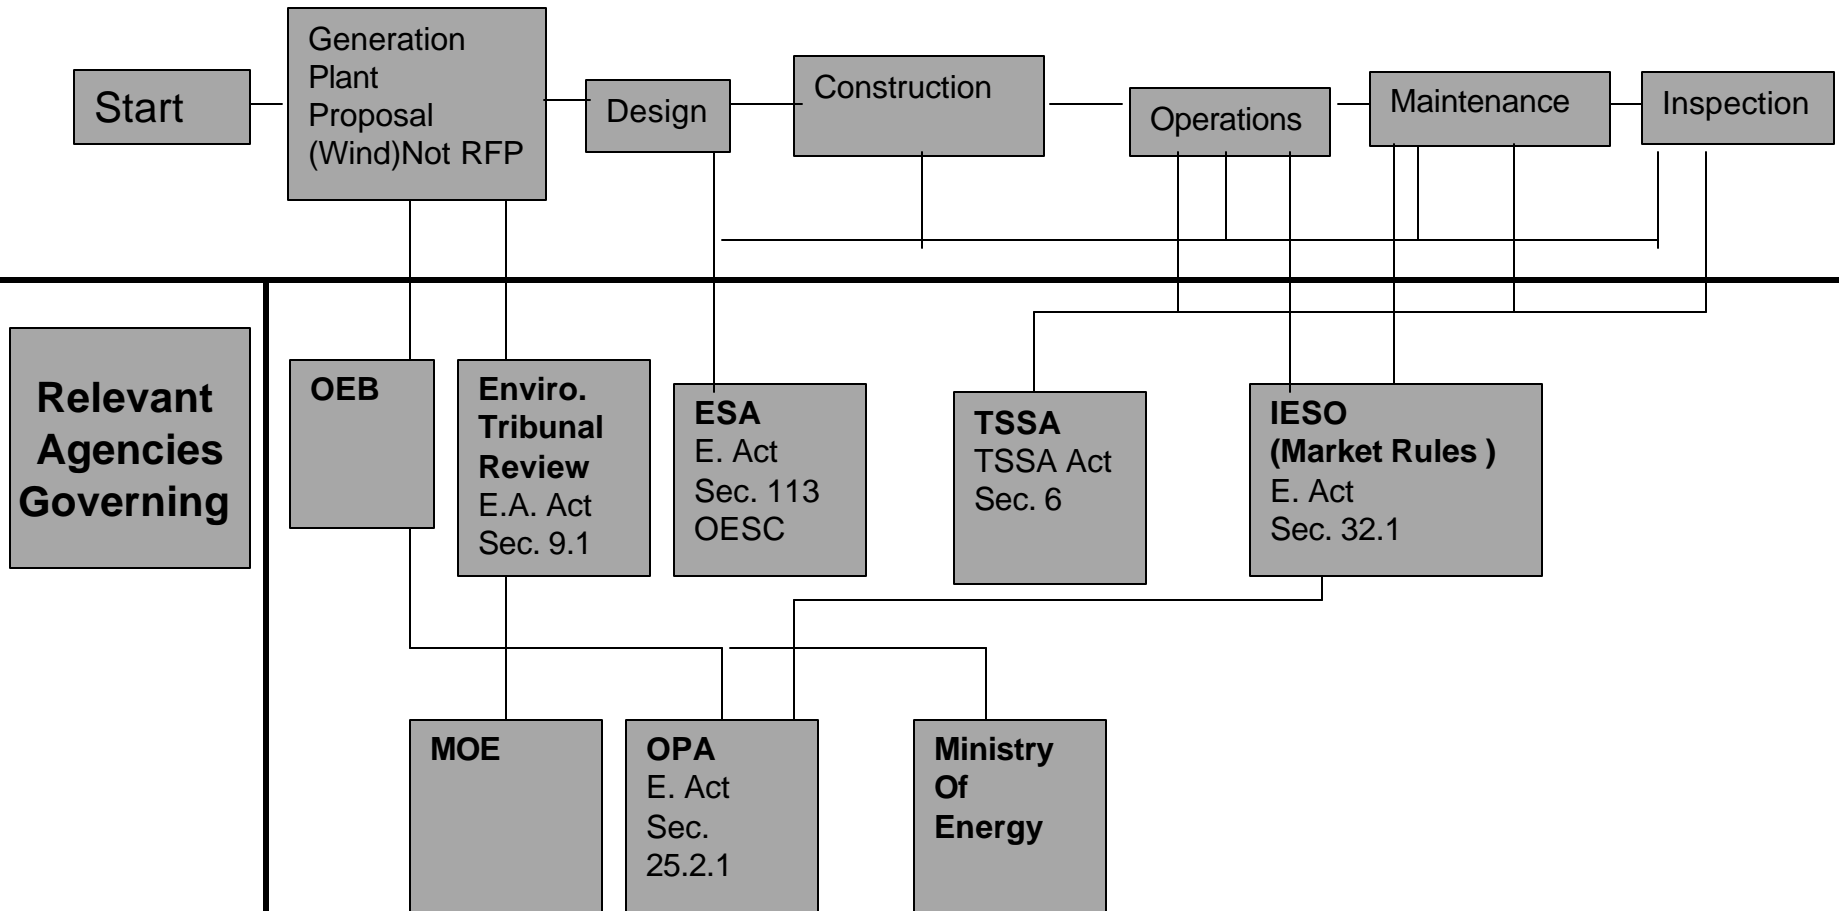 Start
Generation
Plant
Proposal
(Wind)Not RFP
Design
Construction
Operations
Maintenance
Inspection
Relevant
Agencies
Governing
OEB
Enviro.
Tribunal
Review
E.A. Act
Sec. 9.1
ESA
E. Act
Sec. 113
OESC
TSSA
TSSA Act
Sec. 6
IESO
(Market Rules )
E. Act
Sec. 32.1
MOE
OPA
E. Act
Sec.
25.2.1
Ministry
Of
Energy